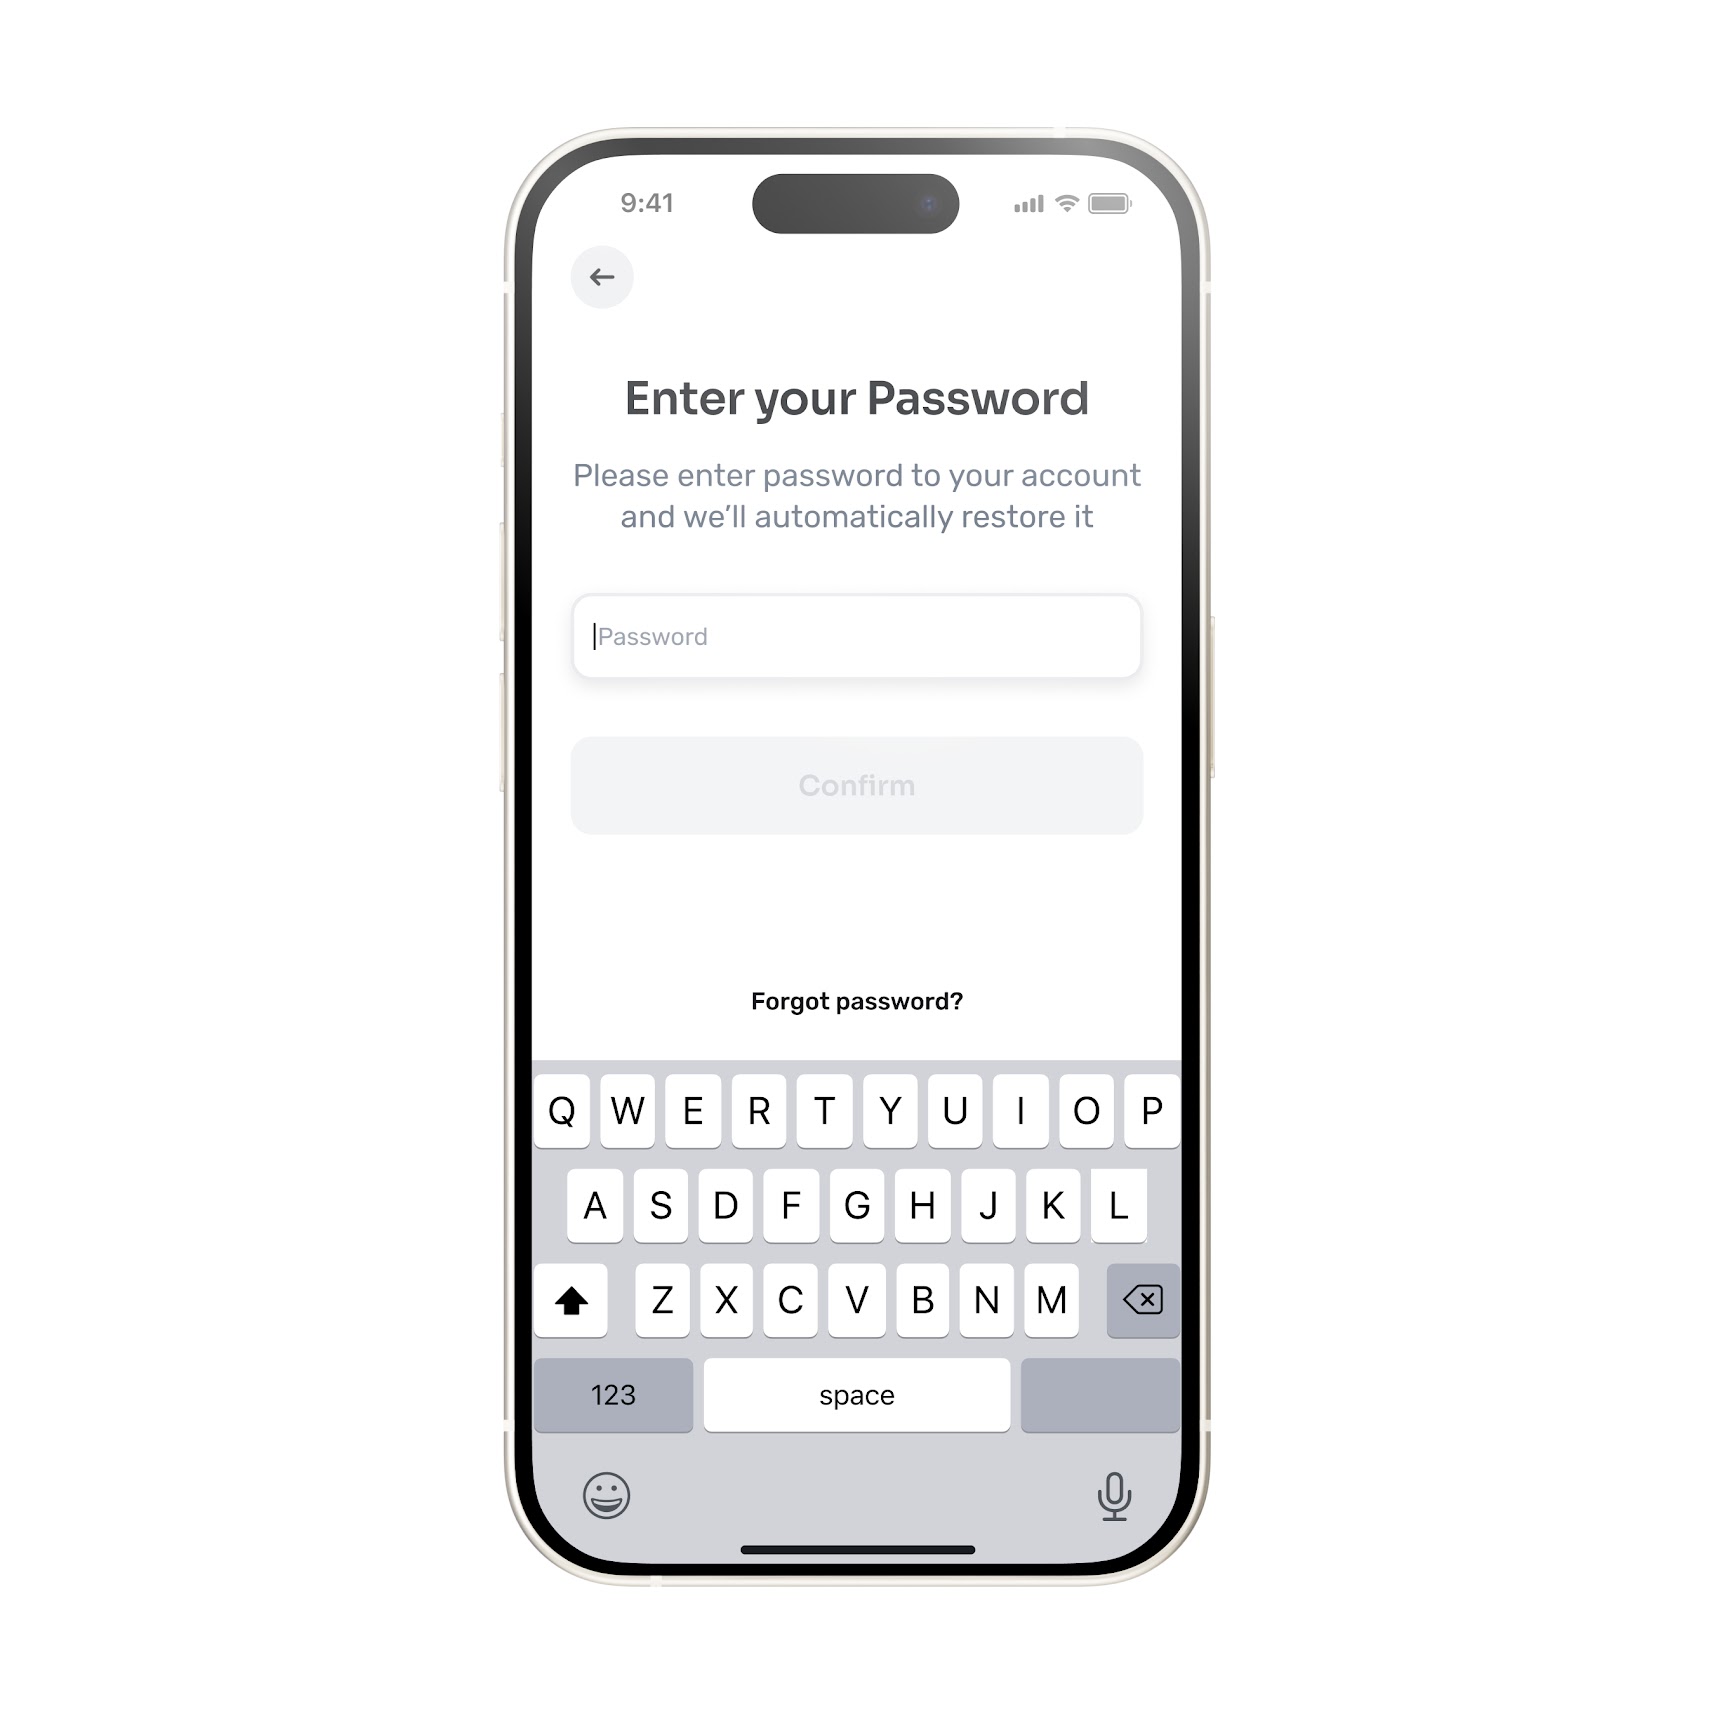 9:41
Enter your Password
Please enter password to your account
and we’ll automatically restore it
Password
Confirm
Forgot password?
Q W E R T Y U I O P
A S D F G H J K L
Z X C V B N M
123 space